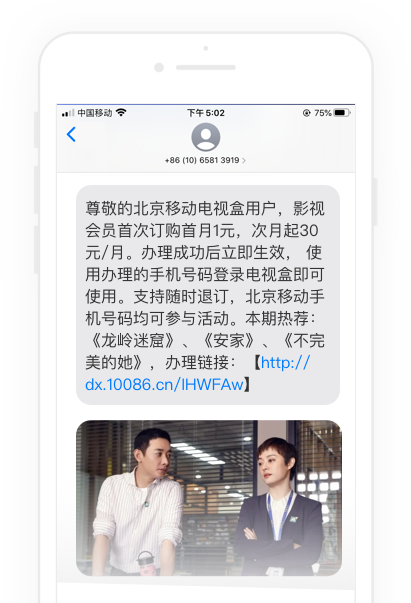 中国移动
下午 5:02
75%
+86 (10) 6581 3919 >
尊敬的北京移动电视盒用户，影视
会员首次订购首月1元，次月起30
元/月。办理成功后立即生效， 使
用办理的手机号码登录电视盒即可
使用。支持随时退订，北京移动手
机号码均可参与活动。本期热荐：
《龙岭迷窟》、《安家》、《不完
美的她》，办理链接：【http://
dx.10086.cn/lHWFAw】